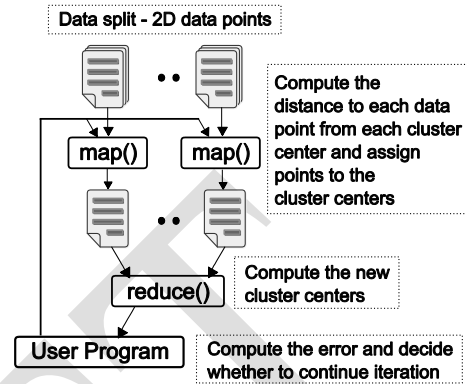 Data split - 2D data points
Compute the
distance to each data
point from each cluster
center and assign
points to the
cluster centers
map()
map()
reduce()
Compute the new
cluster centers
User Program
Compute the error and decide
whether to continue iteration